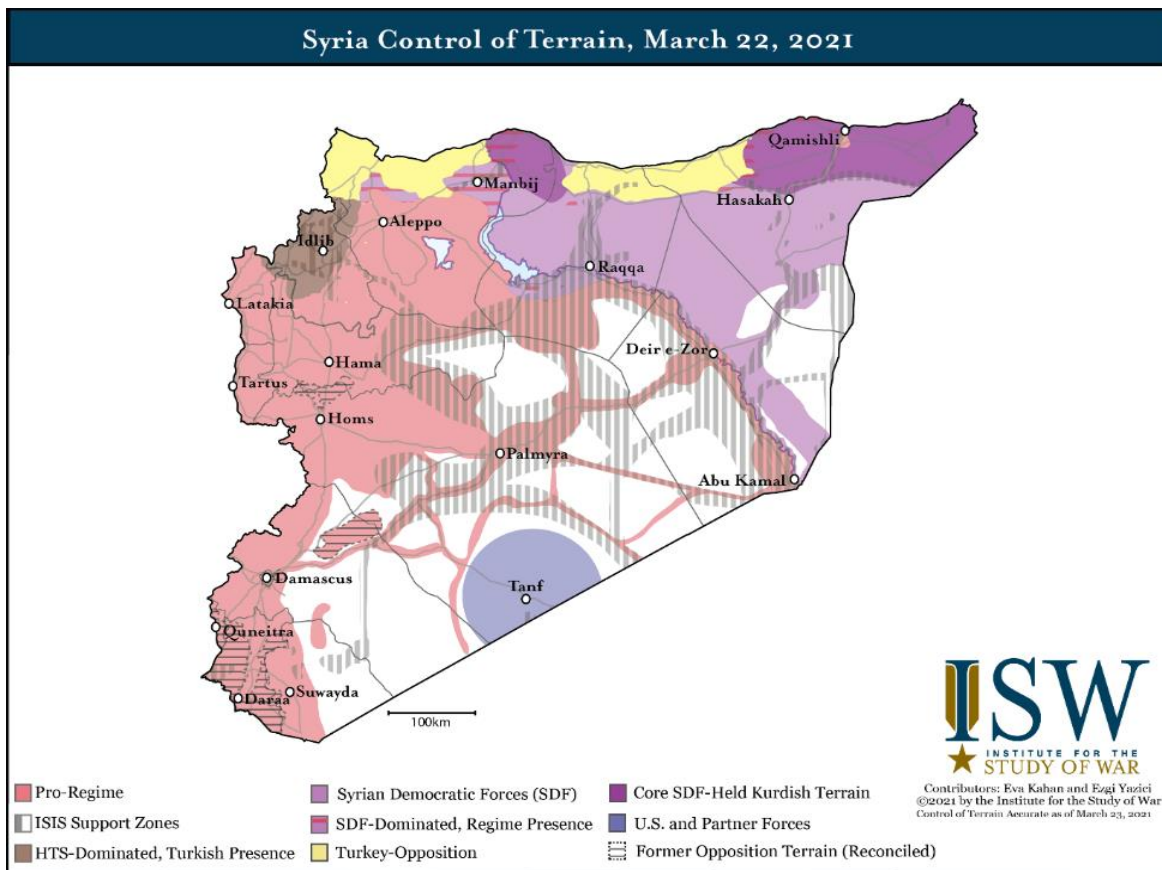 Syria Control of Terrain, March 22, 2021
Qamishli
Manbij
Hasakah
Aleppo
Idlib
Raqqa
Latakia
Deir e-Zor
Hama
Tartus
Homs
Palmyra
Abu Kamal
Damascus
Tanf
Quneitra
Suwayda
Daraa
100km
ISW
INSTITUTE FOR THE
STUDY OF WAR
Contributors: Eva Kahan and Ezgi Yazici
©2021 by the Institute for the Study of War
Control of Terrain Accurate as of March 23, 2021
Pro-Regime
Syrian Democratic Forces (SDF)
Core SDF-Held Kurdish Terrain
ISIS Support Zones
SDF-Dominated, Regime Presence
U.S. and Partner Forces
HTS-Dominated, Turkish Presence
Turkey-Opposition
Former Opposition Terrain (Reconciled)